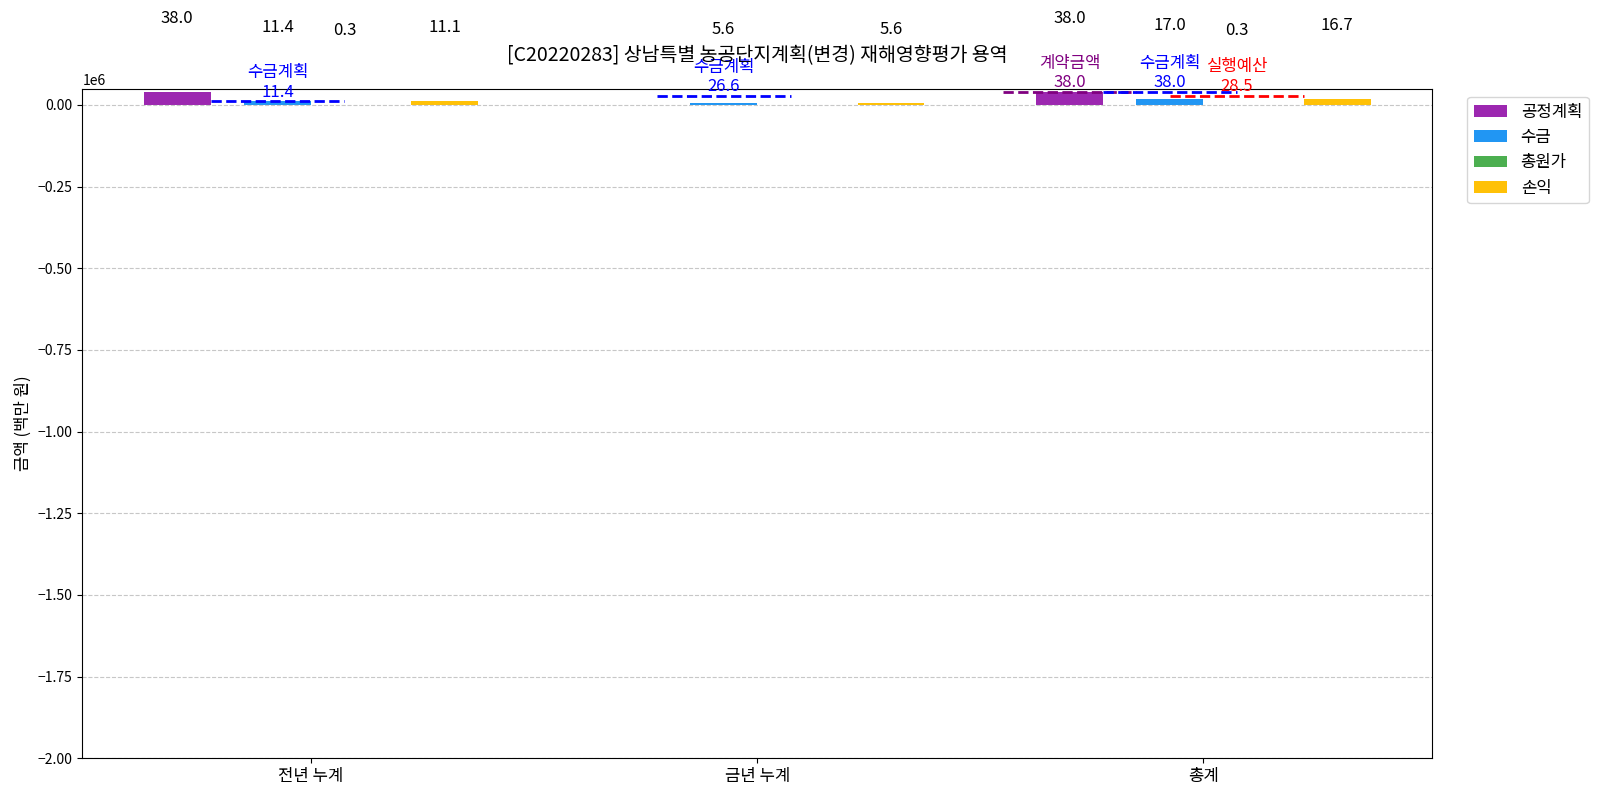 38.0
11.4
0.3
11.1
5.6
5.6
38.0
17.0
0.3
16.7
[C20220283] 상남특별 농공단지계획(변경) 재해영향평가 용역
수금계획
11.4
수금계획
26.6
계약금액
38.0
수금계획
38.0
실행예산
28.5
1e6
0.00
−0.25
−0.50
−0.75
−1.00
−1.25
−1.50
−1.75
−2.00
금액 (백만 원)
전년 누계
금년 누계
총계
공정계획
수금
총원가
손익